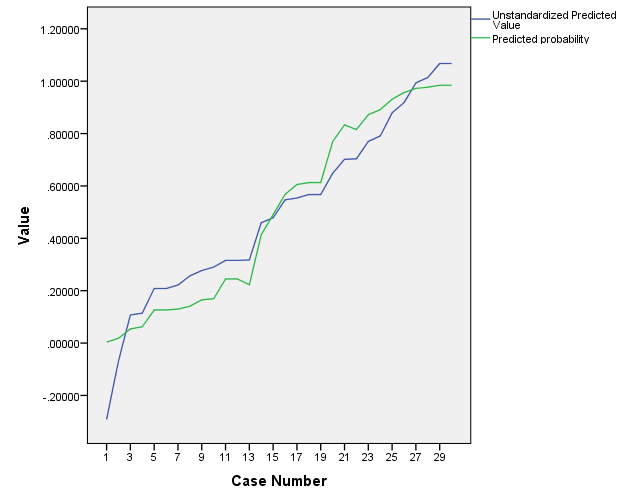 Unstandardized Predicted
Value
Predicted probability
1.20000
1.00000
.80000
.60000
.40000
.20000
.00000
-.20000
Value
1 3 5 7 9 11 13 15 17 19 21 23 25 27 29
Case Number